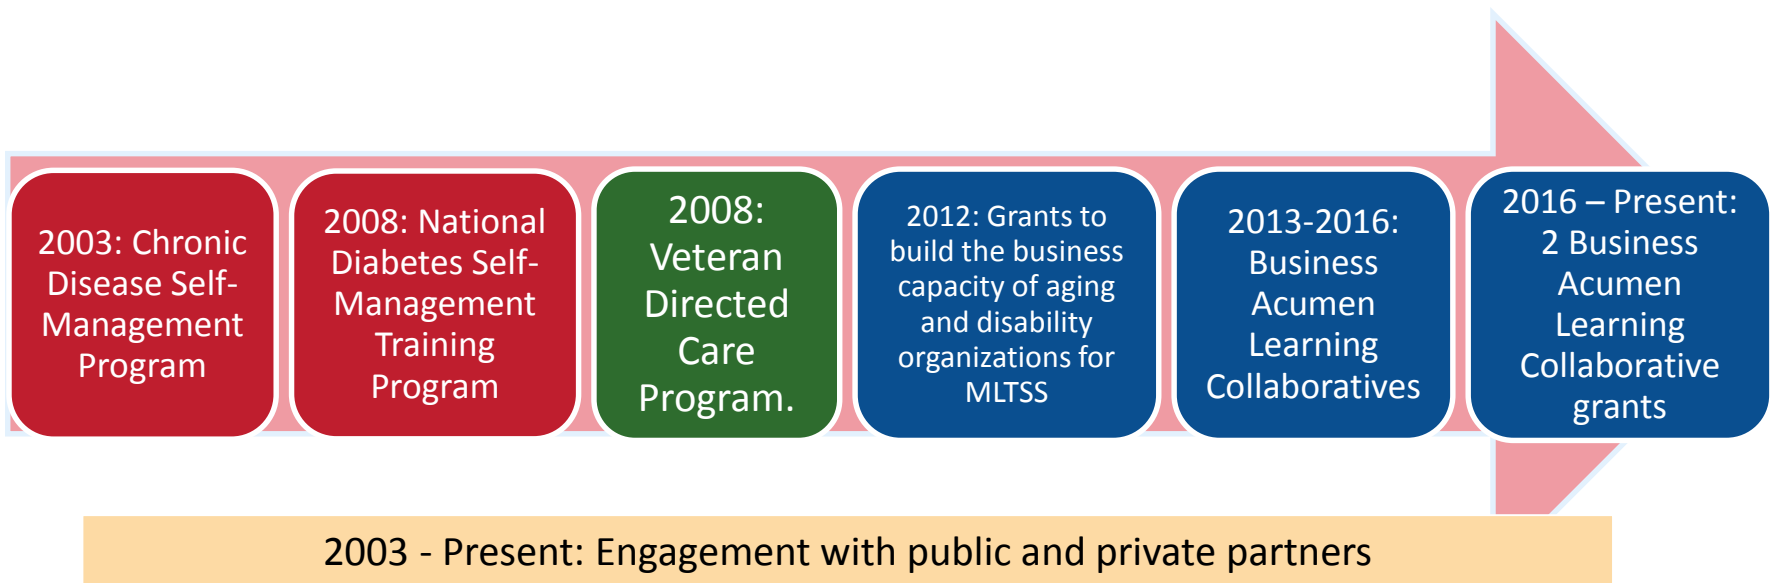 2003: Chronic
Disease Self-
Management
Program
2008: National
Diabetes Self-
Management
Training
Program
2008:
Veteran
Directed
Care
Program.
2012: Grants to
build the business
capacity of aging
and disability
organizations for
MLTSS
2013-2016:
Business
Acumen
Learning
Collaboratives
2016 – Present:
2 Business
Acumen
Learning
Collaborative
grants
2003 - Present: Engagement with public and private partners